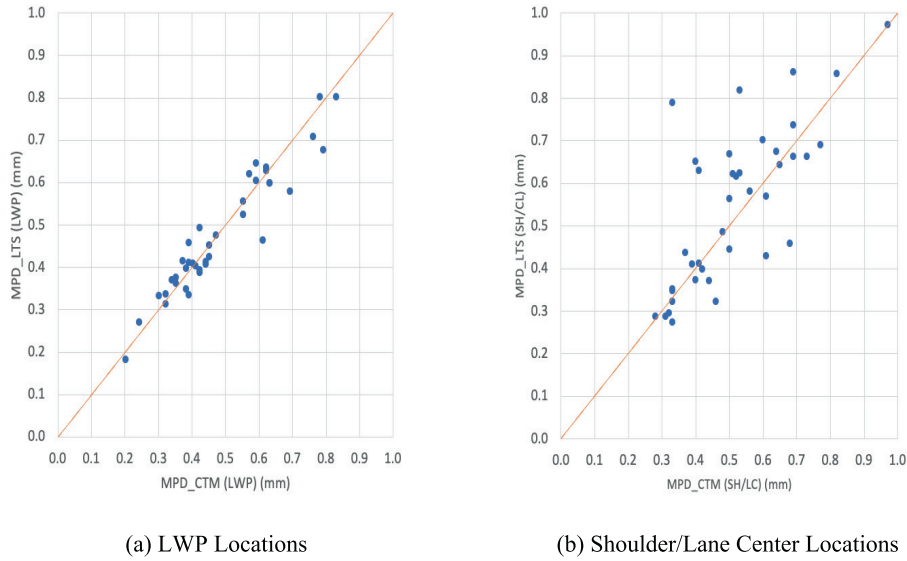 1.0
0.9
0.8
0.7
0.6
0.5
0.4
0.3
0.2
0.1
0.0
MPD_LTS (LWP) (mm)
0.0 0.1 0.2 0.3 0.4 0.5 0.6 0.7 0.8 0.9 1.0
MPD_CTM (LWP) (mm)
(a) LWP Locations
1.0
0.9
0.8
0.7
0.6
0.5
0.4
0.3
0.2
0.1
0.0
MPD_LTS (SH/CL) (mm)
0.0 0.1 0.2 0.3 0.4 0.5 0.6 0.7 0.8 0.9 1.0
MPD_CTM (SH/LC) (mm)
(b) Shoulder/Lane Center Locations